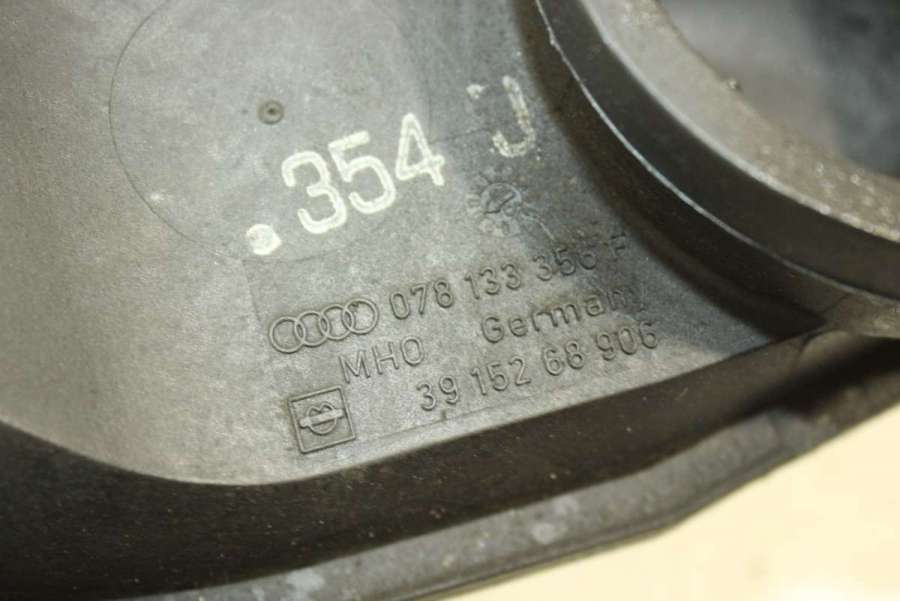 .354 J
078 133 356 F
MHO Germany
39 152 68 906